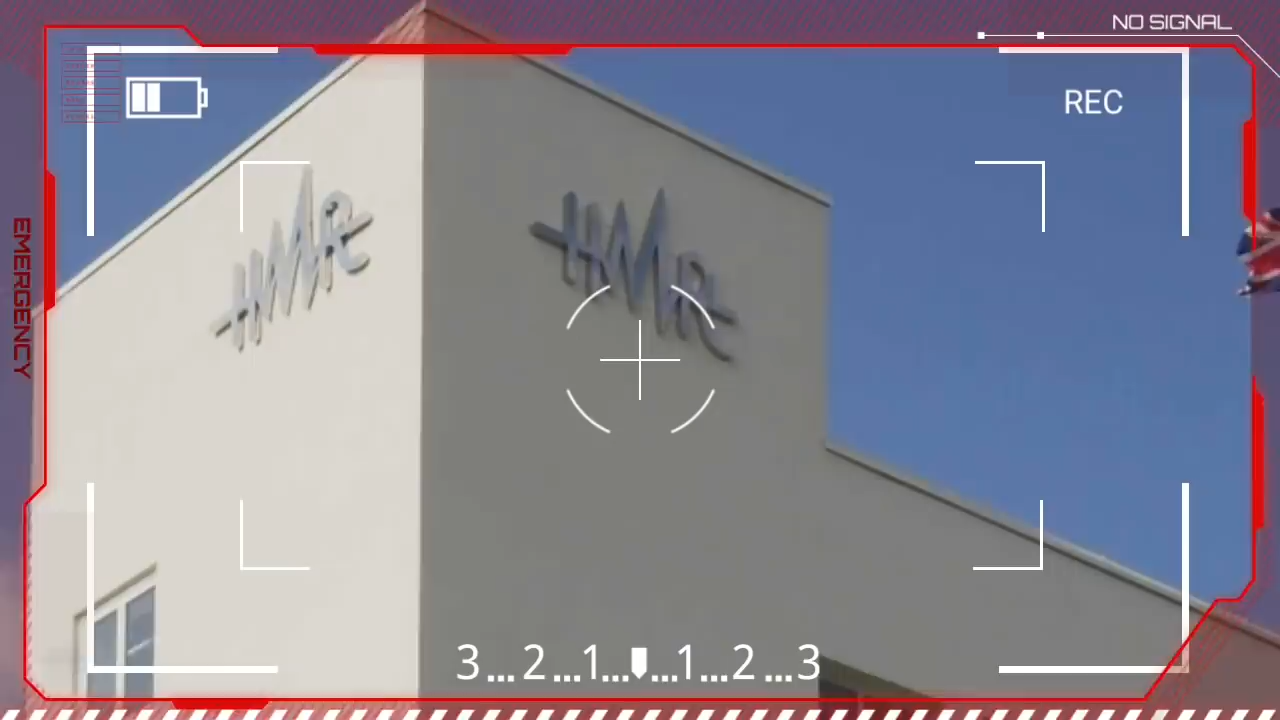 NO SIGNAL
REC
HMR
HMR
EMERGENCY
3...2...1...1...2...3